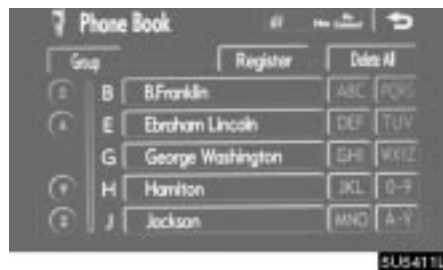 Phone Book
Group Register Delete All
B B.Franklin ABC PQRS
E Ebraham Lincoln DEF TUV
G George Washington GHI WXYZ
H Hamilton JKL 0-9
J Jackson MNO A-Y
SU5411L